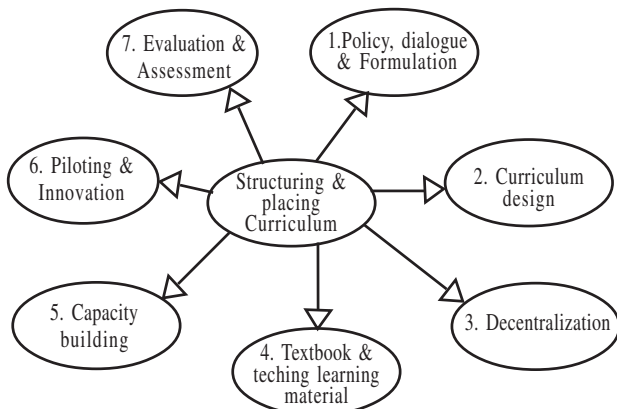 7. Evaluation &
Assessment
1.Policy, dialogue
& Formulation
6. Piloting &
Innovation
Structuring &
placing
Curriculum
2. Curriculum
design
5. Capacity
building
4. Textbook &
teching learning
material
3. Decentralization